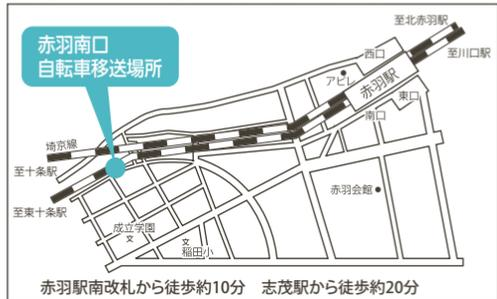 赤羽南口
自転車移送場所
至北赤羽駅
至川口駅
西口
アピレ
赤羽駅
東口
南口
埼京線
至十条駅
至東十条駅
赤羽会館
成立学園
文
文
稲田小
赤羽駅南改札から徒歩約10分 志茂駅から徒歩約20分